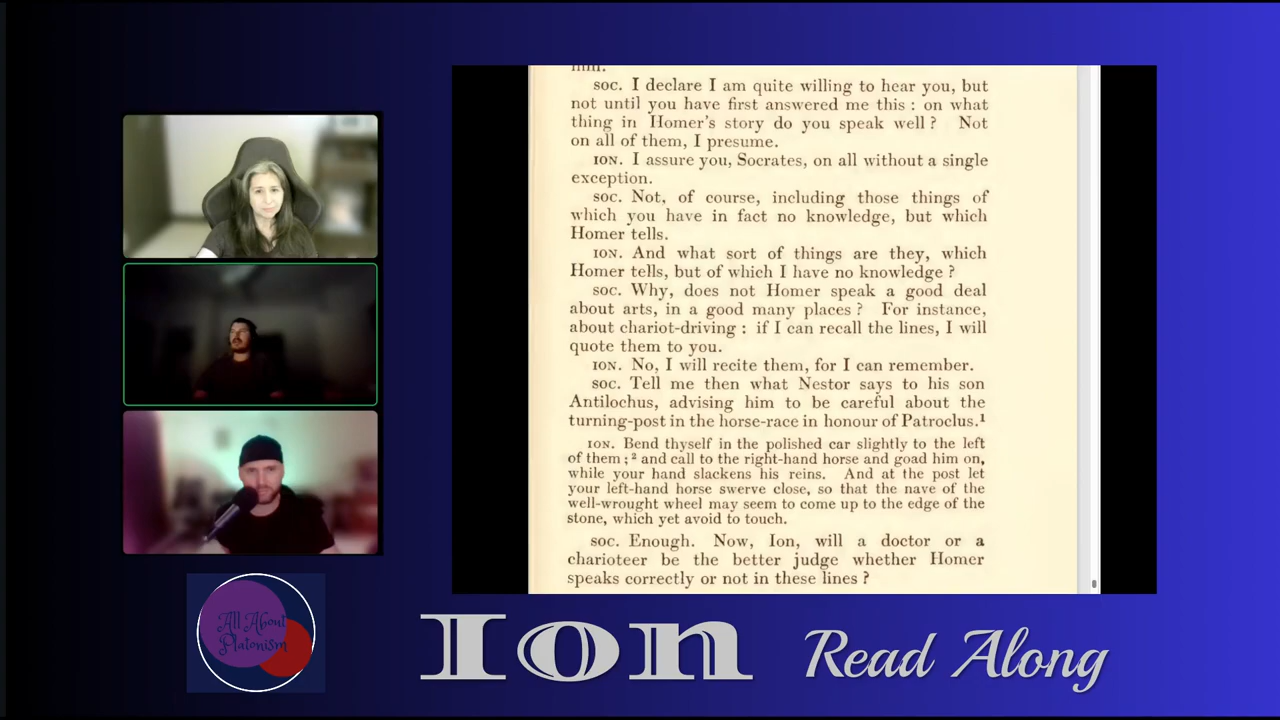 him.
SOC. I declare I am quite willing to hear you, but
not until you have first answered me this : on what
thing in Homer's story do you speak well ? Not
on all of them, I presume.
ION. I assure you, Socrates, on all without a single
exception.
SOC. Not, of course, including those things of
which you have in fact no knowledge, but which
Homer tells.
ION. And what sort of things are they, which
Homer tells, but of which I have no knowledge ?
SOC. Why, does not Homer speak a good deal
about arts, in a good many places ? For instance,
about chariot-driving : if I can recall the lines, I will
quote them to you.
ION. No, I will recite them, for I can remember.
SOC. Tell me then what Nestor says to his son
Antilochus, advising him to be careful about the
turning-post in the horse-race in honour of Patroclus.¹
ION. Bend thyself in the polished car slightly to the left
of them ;² and call to the right-hand horse and goad him on,
while your hand slackens his reins. And at the post let
your left-hand horse swerve close, so that the nave of the
well-wrought wheel may seem to come up to the edge of the
stone, which yet avoid to touch.
SOC. Enough. Now, Ion, will a doctor or a
charioteer be the better judge whether Homer
speaks correctly or not in these lines ?
All About
Platonism
Ion Read Along